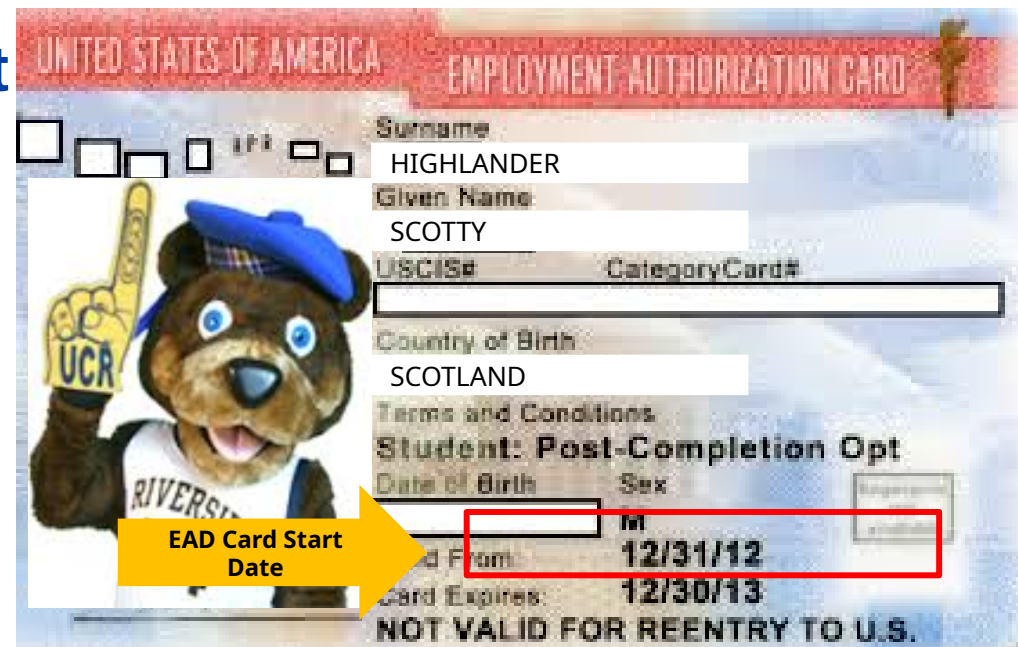 t
UNITED STATES OF AMERICA
EMPLOYMENT AUTHORIZATION CARD
Surname
HIGHLANDER
Given Name
SCOTTY
USCIS# Category Card#
Country of Birth
SCOTLAND
Terms and Conditions
Student: Post-Completion Opt
Date of Birth Sex
M
From: 12/31/12
Card Expires: 12/30/13
NOT VALID FOR REENTRY TO U.S.
UCR
RIVERSI
EAD Card Start
Date